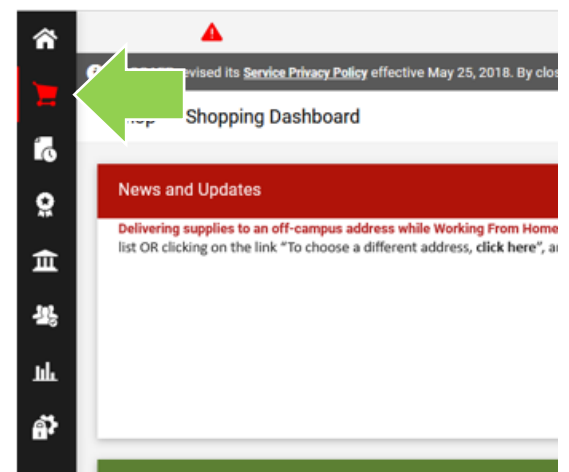 evised its Service Privacy Policy effective May 25, 2018. By clos
Shopping Dashboard
News and Updates
Delivering supplies to an off-campus address while Working From Home
list OR clicking on the link “To choose a different address, click here”, a